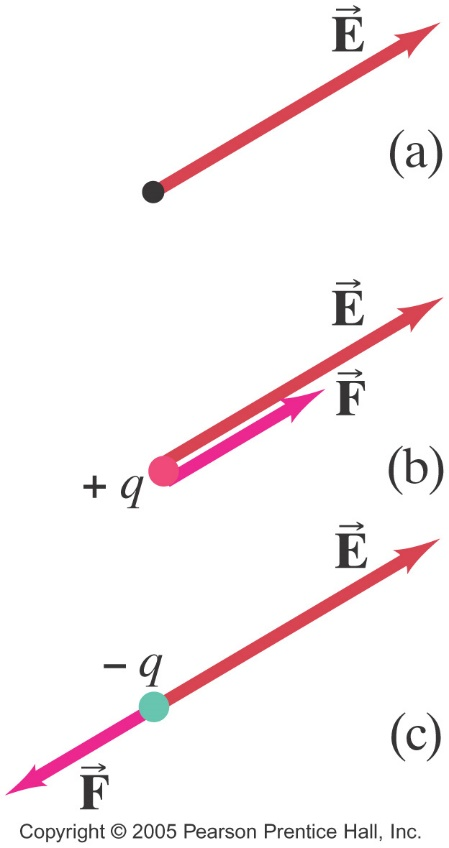 E⃗
(a)
E⃗
F⃗
+ q
(b)
E⃗
− q
(c)
F⃗
Copyright © 2005 Pearson Prentice Hall, Inc.